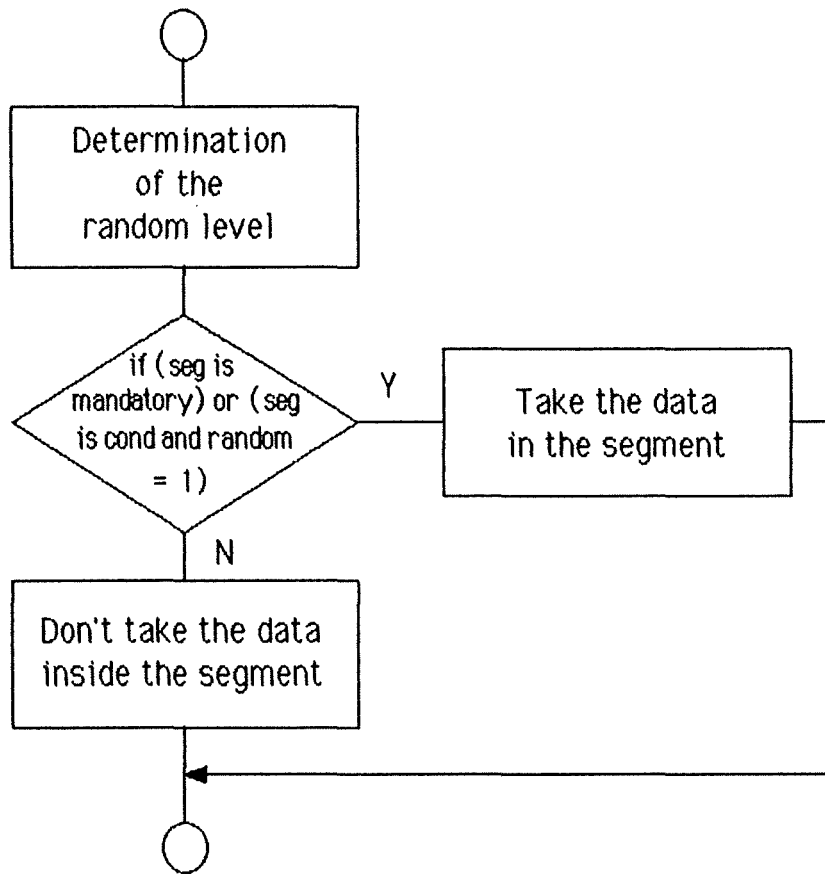 Determination
of the
random level
if (seg is
mandatory) or (seg
is cond and random
= 1)
Y
Take the data
in the segment
N
Don't take the data
inside the segment